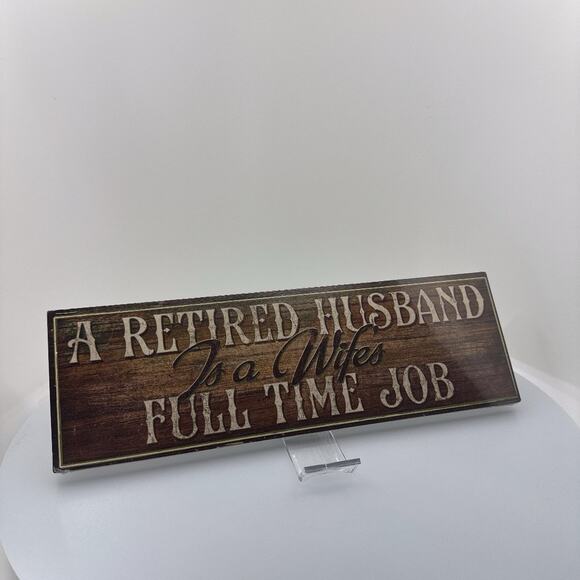 A RETIRED HUSBAND
Is a Wifes
FULL TIME JOB